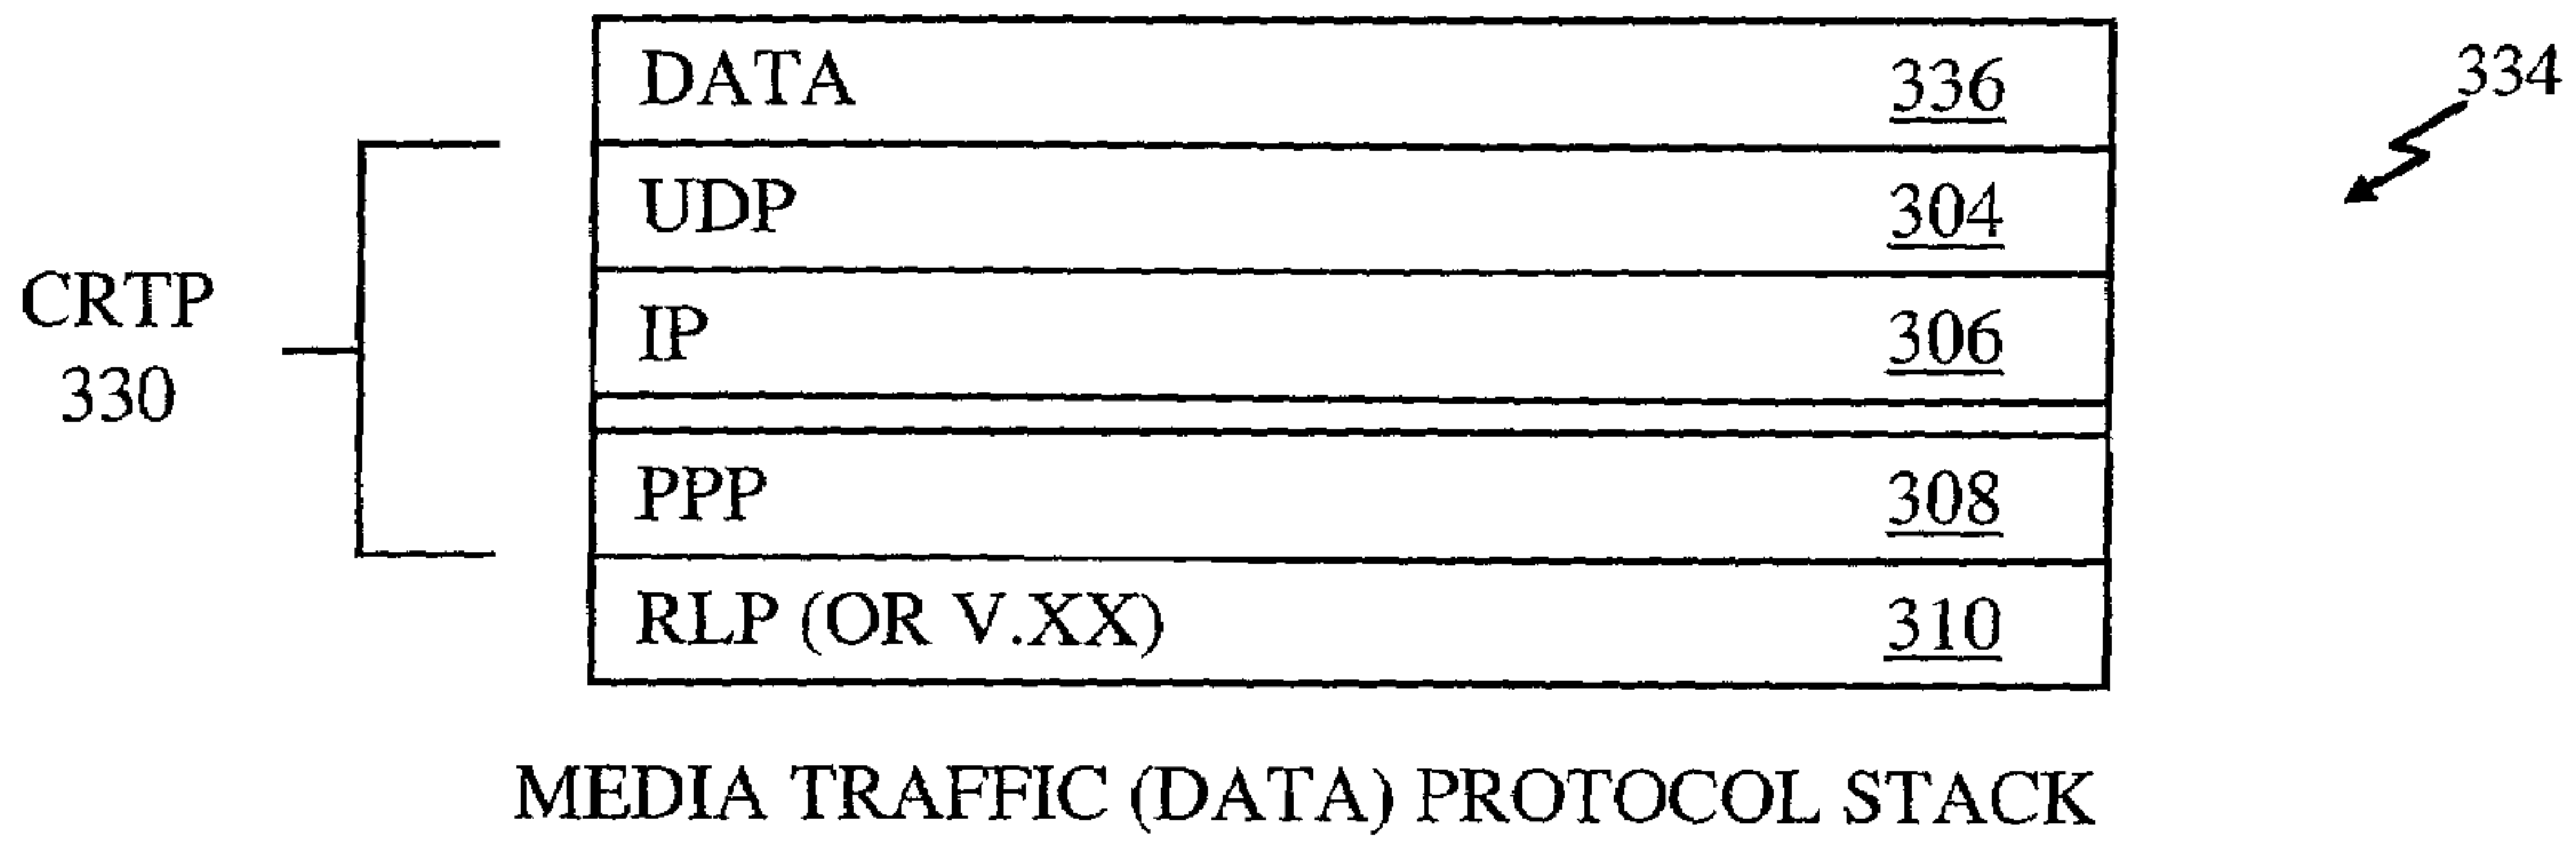 DATA 336
334
UDP 304
CRTP
330
IP 306
PPP 308
RLP (OR V.XX) 310
MEDIA TRAFFIC (DATA) PROTOCOL STACK